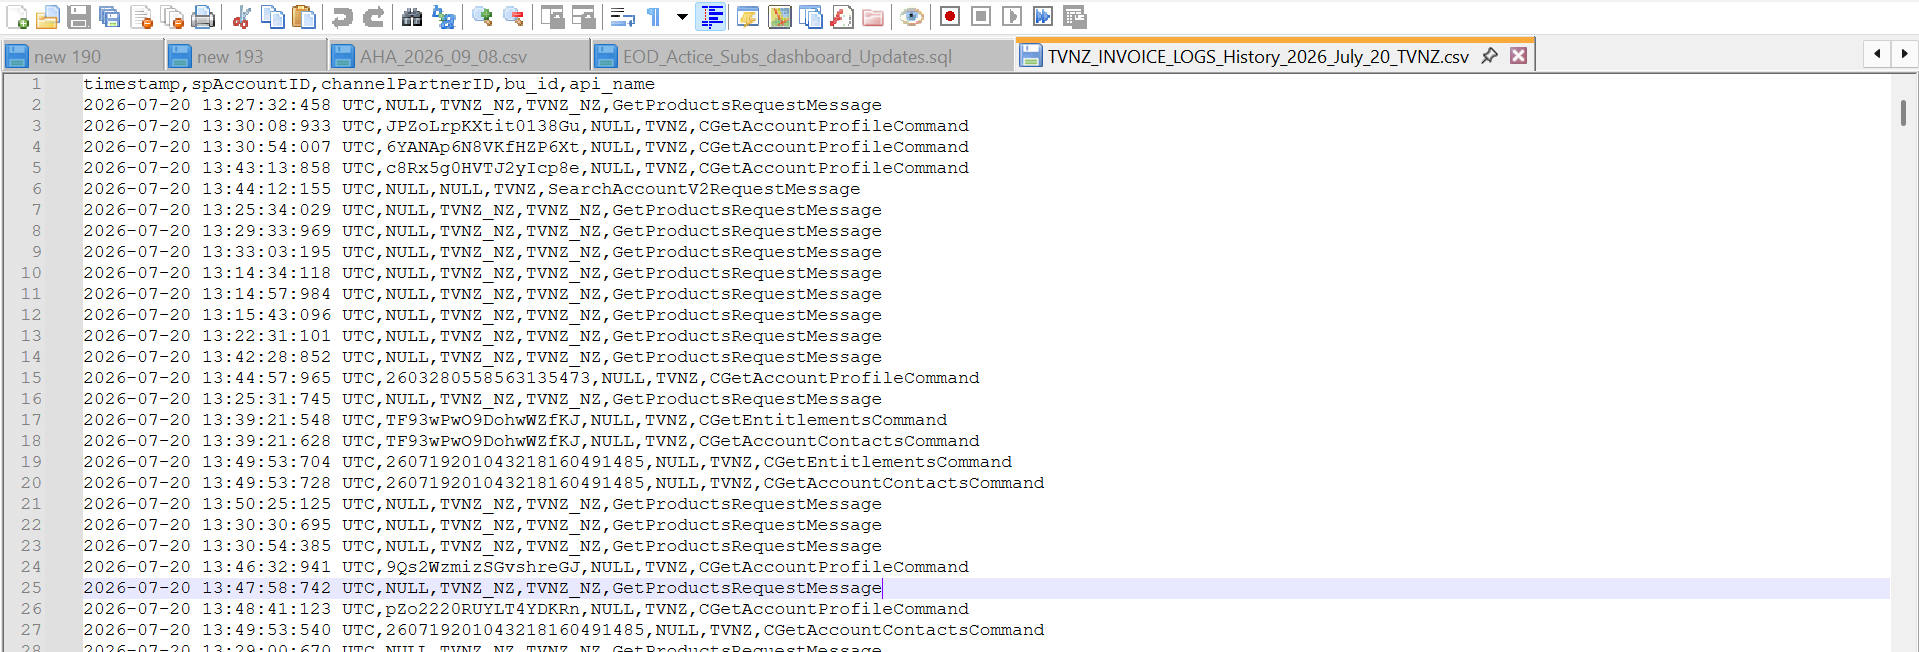 new 190
new 193
AHA_2026_09_08.csv
EOD_Actice_Subs_dashboard_Updates.sql
TVNZ_INVOICE_LOGS_History_2026_July_20_TVNZ.csv
1 timestamp,spAccountID,channelPartnerID,bu_id,api_name
2 2026-07-20 13:27:32:458 UTC,NULL,TVNZ_NZ,TVNZ_NZ,GetProductsRequestMessage
3 2026-07-20 13:30:08:933 UTC,JPZoLrpKXtit0138Gu,NULL,TVNZ,CGetAccountProfileCommand
4 2026-07-20 13:30:54:007 UTC,6YANAp6N8VKfHZP6Xt,NULL,TVNZ,CGetAccountProfileCommand
5 2026-07-20 13:43:13:858 UTC,c8Rx5g0HVTJ2yIcp8e,NULL,TVNZ,CGetAccountProfileCommand
6 2026-07-20 13:44:12:155 UTC,NULL,NULL,TVNZ,SearchAccountV2RequestMessage
7 2026-07-20 13:25:34:029 UTC,NULL,TVNZ_NZ,TVNZ_NZ,GetProductsRequestMessage
8 2026-07-20 13:29:33:969 UTC,NULL,TVNZ_NZ,TVNZ_NZ,GetProductsRequestMessage
9 2026-07-20 13:33:03:195 UTC,NULL,TVNZ_NZ,TVNZ_NZ,GetProductsRequestMessage
10 2026-07-20 13:14:34:118 UTC,NULL,TVNZ_NZ,TVNZ_NZ,GetProductsRequestMessage
11 2026-07-20 13:14:57:984 UTC,NULL,TVNZ_NZ,TVNZ_NZ,GetProductsRequestMessage
12 2026-07-20 13:15:43:096 UTC,NULL,TVNZ_NZ,TVNZ_NZ,GetProductsRequestMessage
13 2026-07-20 13:22:31:101 UTC,NULL,TVNZ_NZ,TVNZ_NZ,GetProductsRequestMessage
14 2026-07-20 13:42:28:852 UTC,NULL,TVNZ_NZ,TVNZ_NZ,GetProductsRequestMessage
15 2026-07-20 13:44:57:965 UTC,2603280558563135473,NULL,TVNZ,CGetAccountProfileCommand
16 2026-07-20 13:25:31:745 UTC,NULL,TVNZ_NZ,TVNZ_NZ,GetProductsRequestMessage
17 2026-07-20 13:39:21:548 UTC,TF93wPwO9DohwWZfKJ,NULL,TVNZ,CGetEntitlementsCommand
18 2026-07-20 13:39:21:628 UTC,TF93wPwO9DohwWZfKJ,NULL,TVNZ,CGetAccountContactsCommand
19 2026-07-20 13:49:53:704 UTC,260719201043218160491485,NULL,TVNZ,CGetEntitlementsCommand
20 2026-07-20 13:49:53:728 UTC,260719201043218160491485,NULL,TVNZ,CGetAccountContactsCommand
21 2026-07-20 13:50:25:125 UTC,NULL,TVNZ_NZ,TVNZ_NZ,GetProductsRequestMessage
22 2026-07-20 13:30:30:695 UTC,NULL,TVNZ_NZ,TVNZ_NZ,GetProductsRequestMessage
23 2026-07-20 13:30:54:385 UTC,NULL,TVNZ_NZ,TVNZ_NZ,GetProductsRequestMessage
24 2026-07-20 13:46:32:941 UTC,9Qs2WzmizSGvshreGJ,NULL,TVNZ,CGetAccountProfileCommand
25 2026-07-20 13:47:58:742 UTC,NULL,TVNZ_NZ,TVNZ_NZ,GetProductsRequestMessage
26 2026-07-20 13:48:41:123 UTC,pZo2220RUYLT4YDKRn,NULL,TVNZ,CGetAccountProfileCommand
27 2026-07-20 13:49:53:540 UTC,260719201043218160491485,NULL,TVNZ,CGetAccountContactsCommand
28 2026-07-20 13:29:00:670 UTC,NULL,TVNZ_NZ,TVNZ_NZ,GetProductsRequestMessage